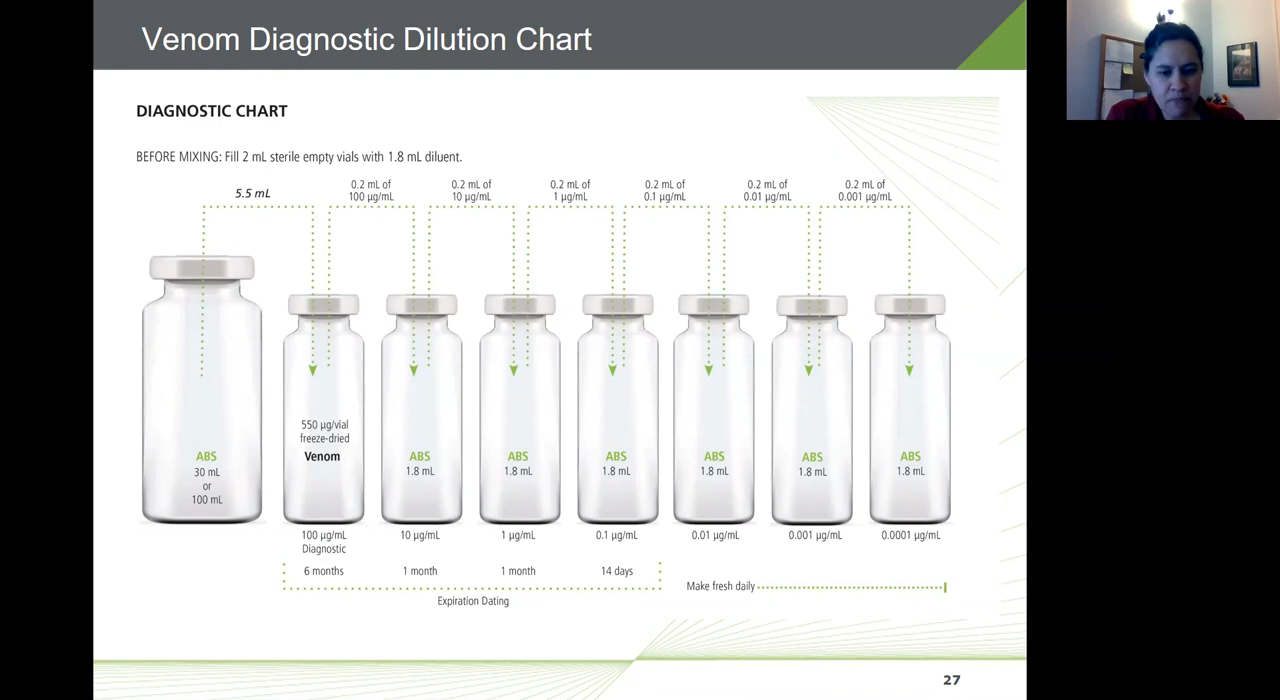 Venom Diagnostic Dilution Chart
DIAGNOSTIC CHART
BEFORE MIXING: Fill 2 mL sterile empty vials with 1.8 mL diluent.
5.5 mL
0.2 mL of
100 µg/mL
0.2 mL of
10 µg/mL
0.2 mL of
1 µg/mL
0.2 mL of
0.1 µg/mL
0.2 mL of
0.01 µg/mL
0.2 mL of
0.001 µg/mL
ABS
30 mL
or
100 mL
550 µg/vial
freeze-dried
Venom
ABS
1.8 mL
ABS
1.8 mL
ABS
1.8 mL
ABS
1.8 mL
ABS
1.8 mL
ABS
1.8 mL
100 µg/mL
Diagnostic
10 µg/mL
1 µg/mL
0.1 µg/mL
0.01 µg/mL
0.001 µg/mL
0.0001 µg/mL
6 months
1 month
1 month
14 days
Make fresh daily
Expiration Dating
27